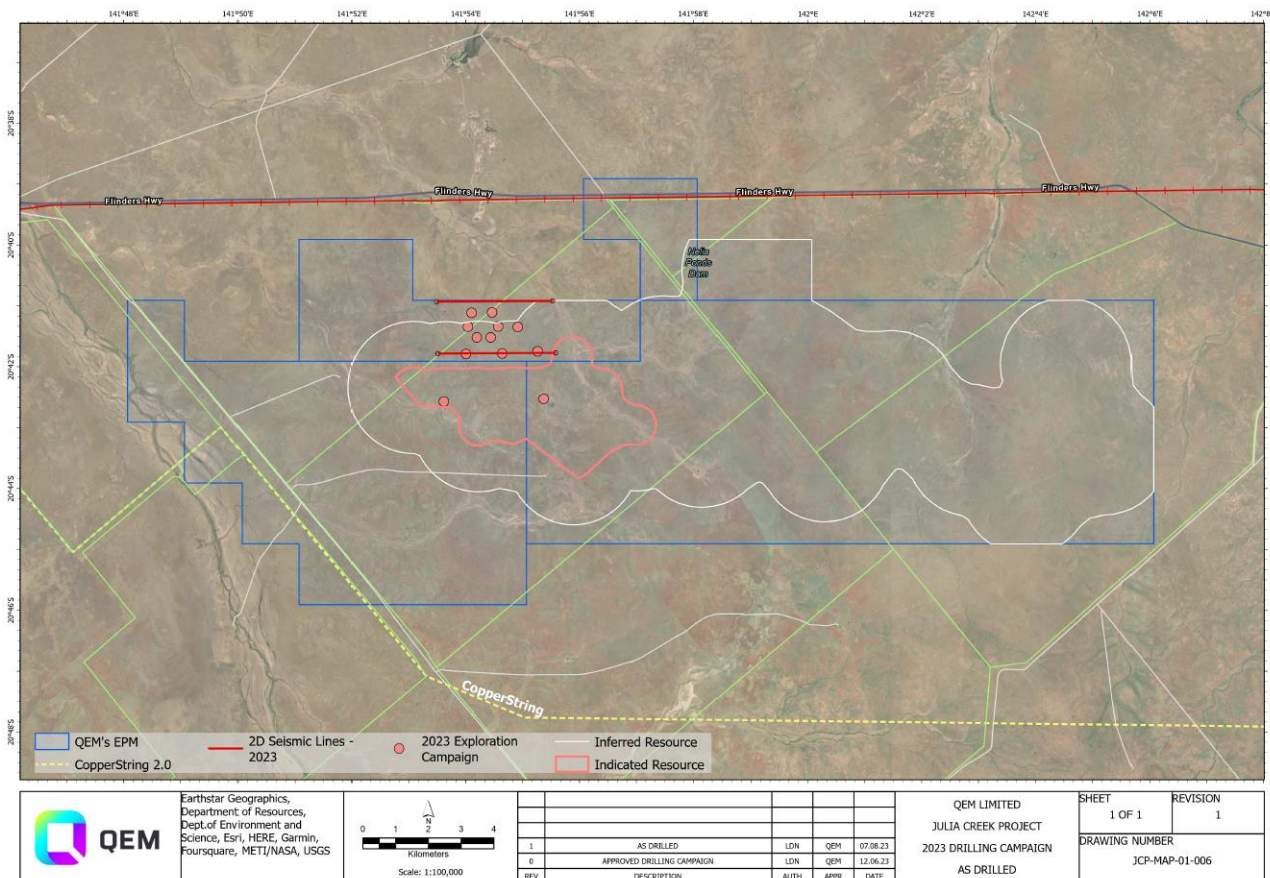 141°48'E 141°50'E 141°52'E 141°54'E 141°56'E 141°58'E 142°E 142°2'E 142°4'E 142°6'E 142°8'
20°38'S
20°40'S
20°42'S
20°44'S
20°46'S
20°48'S
Flinders Hwy Flinders Hwy Flinders Hwy Flinders Hwy
Nelia
Ponds
Dam
CopperString
QEM's EPM
CopperString 2.0
2D Seismic Lines -
2023
2023 Exploration
Campaign
Inferred Resource
Indicated Resource
QEM
Earthstar Geographics,
Department of Resources,
Dept.of Environment and
Science, Esri, HERE, Garmin,
Foursquare, METI/NASA, USGS
N
0 1 2 3 4
Kilometers
Scale: 1:100,000
1 AS DRILLED LDN QEM 07.08.23
0 APPROVED DRILLING CAMPAIGN LDN QEM 12.06.23
REV DESCRIPTION AUTH APPR DATE
QEM LIMITED
JULIA CREEK PROJECT
2023 DRILLING CAMPAIGN
AS DRILLED
SHEET
1 OF 1
REVISION
1
DRAWING NUMBER
JCP-MAP-01-006